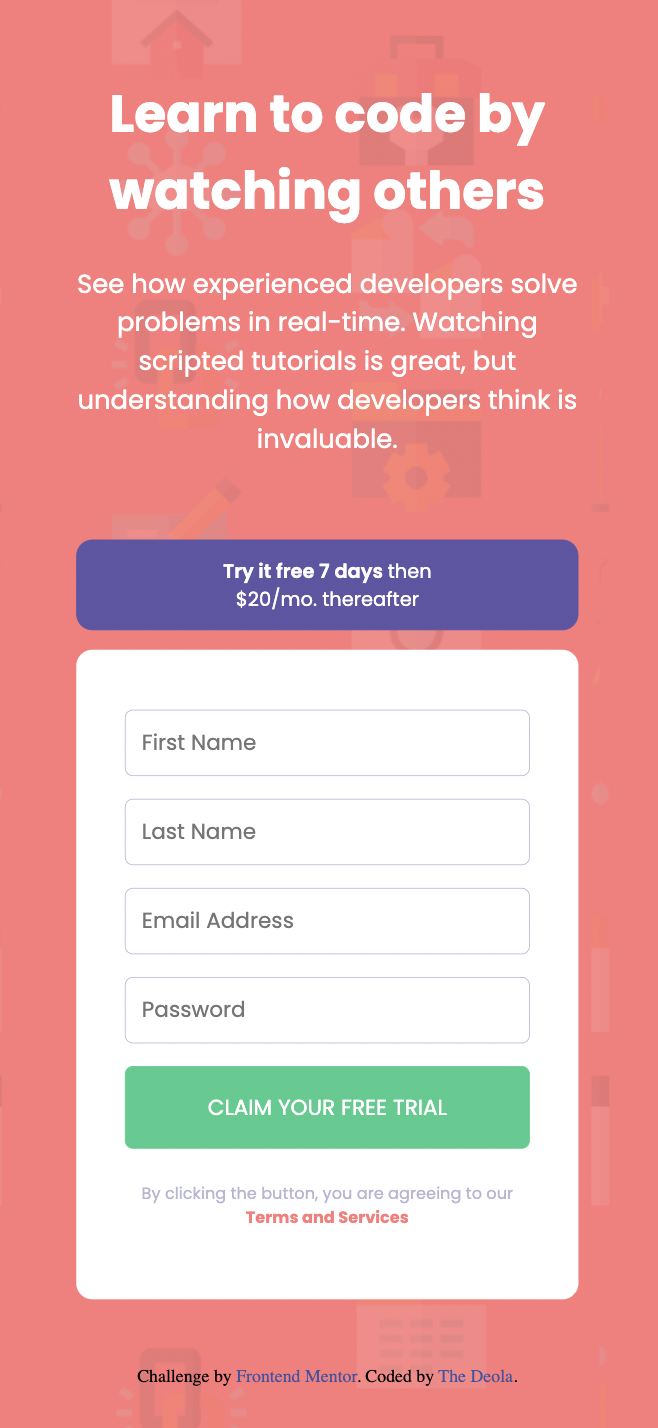 Learn to code by
watching others
See how experienced developers solve
problems in real-time. Watching
scripted tutorials is great, but
understanding how developers think is
invaluable.
Try it free 7 days then
$20/mo. thereafter
First Name
Last Name
Email Address
Password
CLAIM YOUR FREE TRIAL
By clicking the button, you are agreeing to our
Terms and Services
Challenge by Frontend Mentor. Coded by The Deola.